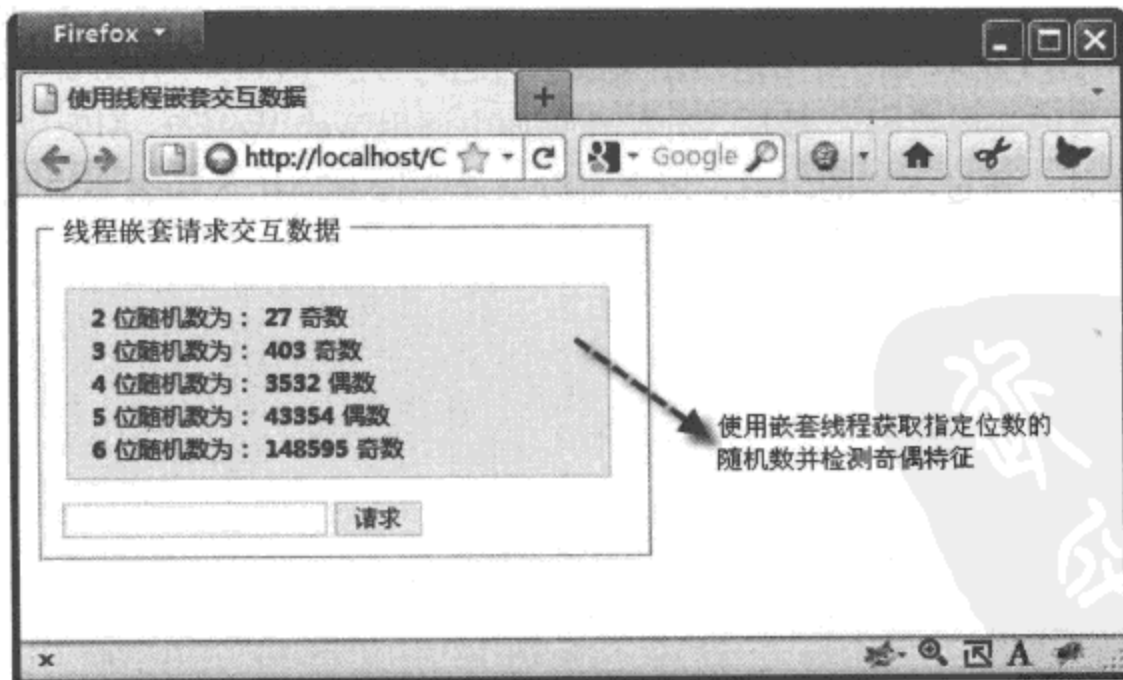 Firefox
使用线程嵌套交互数据
http://localhost/C
Google
线程嵌套请求交互数据
2 位随机数为： 27 奇数
3 位随机数为： 403 奇数
4 位随机数为： 3532 偶数
5 位随机数为： 43354 偶数
6 位随机数为： 148595 奇数
使用嵌套线程获取指定位数的
随机数并检测奇偶特征
请求
x
A